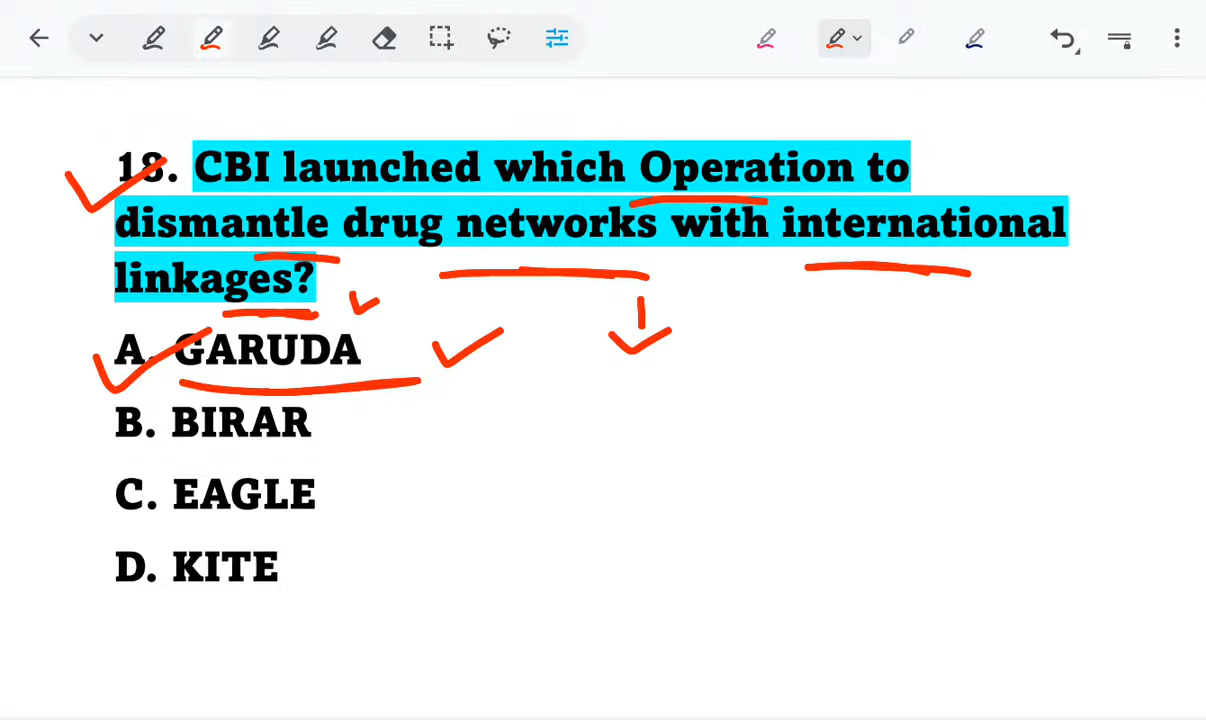 18. CBI launched which Operation to
dismantle drug networks with international
linkages?
A. GARUDA
B. BIRAR
C. EAGLE
D. KITE